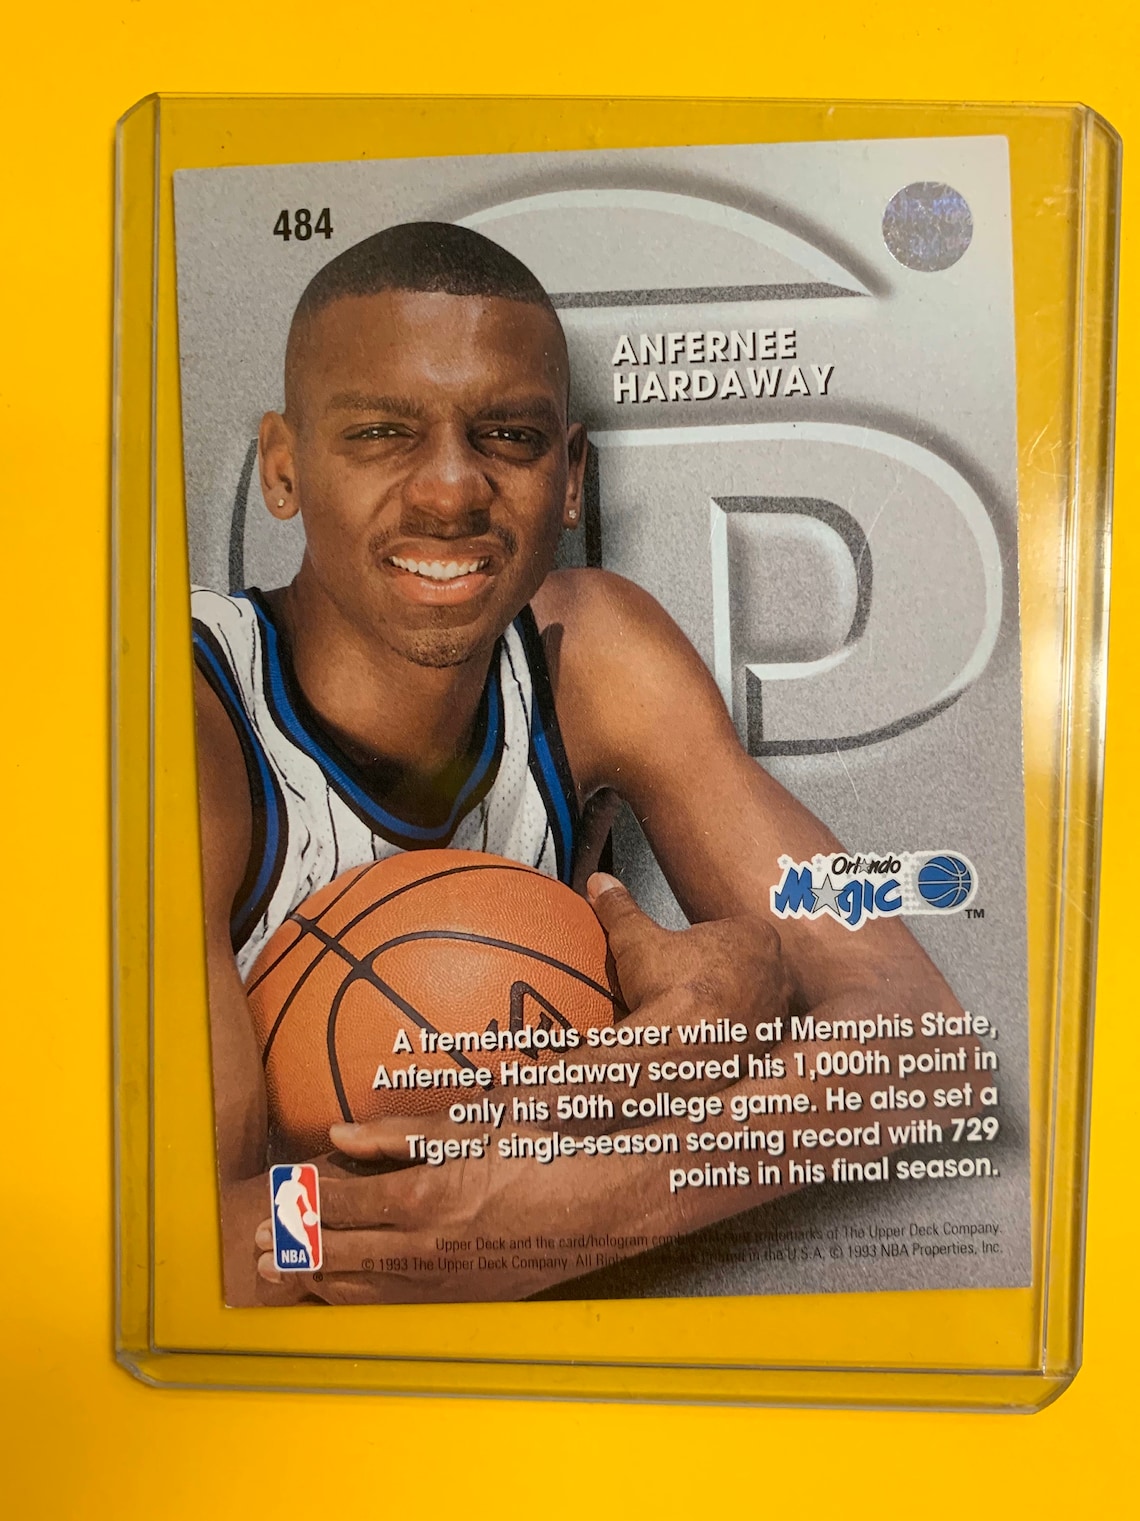 484
ANFERNEE
HARDAWAY
Orlando
Magic
TM
A tremendous scorer while at Memphis State,
Anfernee Hardaway scored his 1,000th point in
only his 50th college game. He also set a
Tigers' single-season scoring record with 729
points in his final season.
NBA
®
Upper Deck and the card/hologram trademarks of The Upper Deck Company.
© 1993 The Upper Deck Company. All in the U.S.A. © 1993 NBA Properties, Inc.